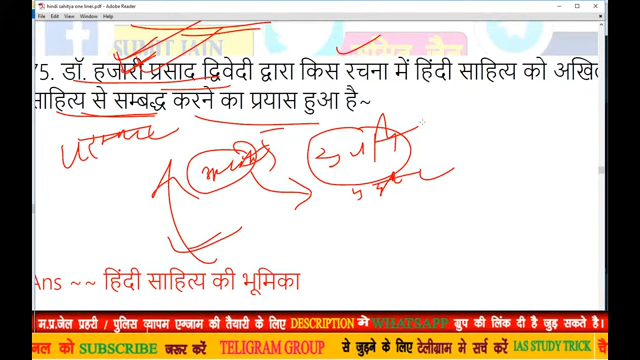 hindi sahitya one liner.pdf - Adobe Reader
File Edit View Window Help
SUMIT JAIN
75. डॉ. हजारी प्रसाद द्विवेदी द्वारा किस रचना में हिंदी साहित्य को अखिल
साहित्य से सम्बद्ध करने का प्रयास हुआ है~
Ans ~~ हिंदी साहित्य की भूमिका
म.प्र.जेल प्रहरी / पुलिस व्यापम एग्जाम की तैयारी के लिए DESCRIPTION मे WHATSAPP ग्रुप की लिंक दी है जुड़ सकते है।
नल को SUBSCRIBE जरूर करें TELIGRAM GROUP से जुड़ने के लिए टेलीग्राम में सर्च करें IAS STUDY TRICK